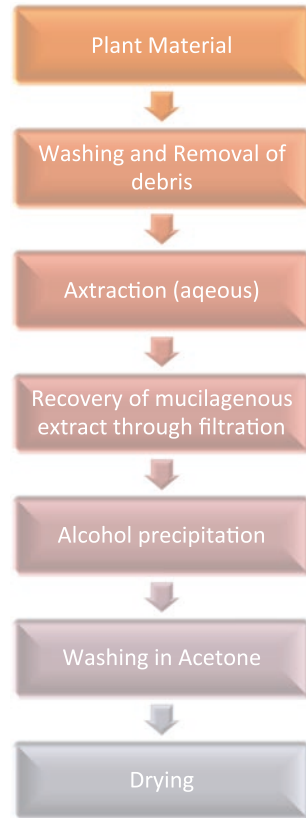 Plant Material
Washing and Removal of
debris
Axtraction (aqeous)
Recovery of mucilagenous
extract through filtration
Alcohol precipitation
Washing in Acetone
Drying